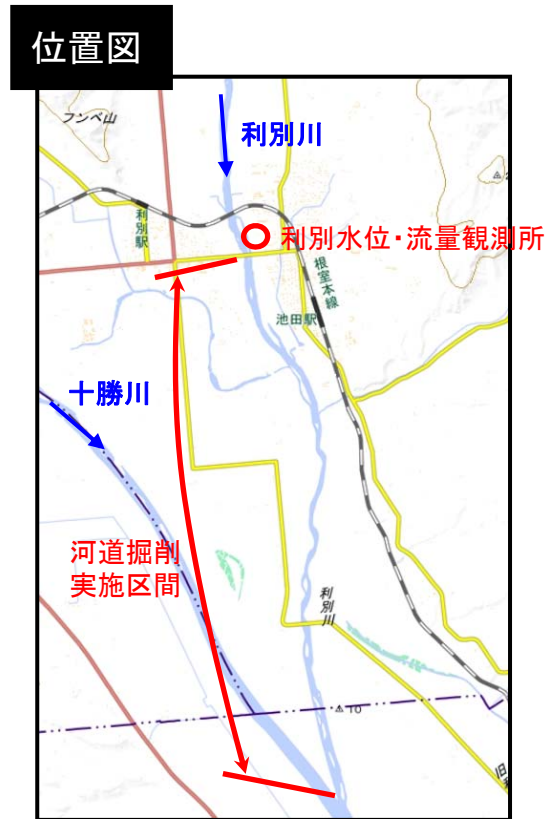 位置図
フンベ山
利別川
利別駅
利別水位・流量観測所
根室本線
池田駅
十勝川
河道掘削
実施区間
利別川
10
旧